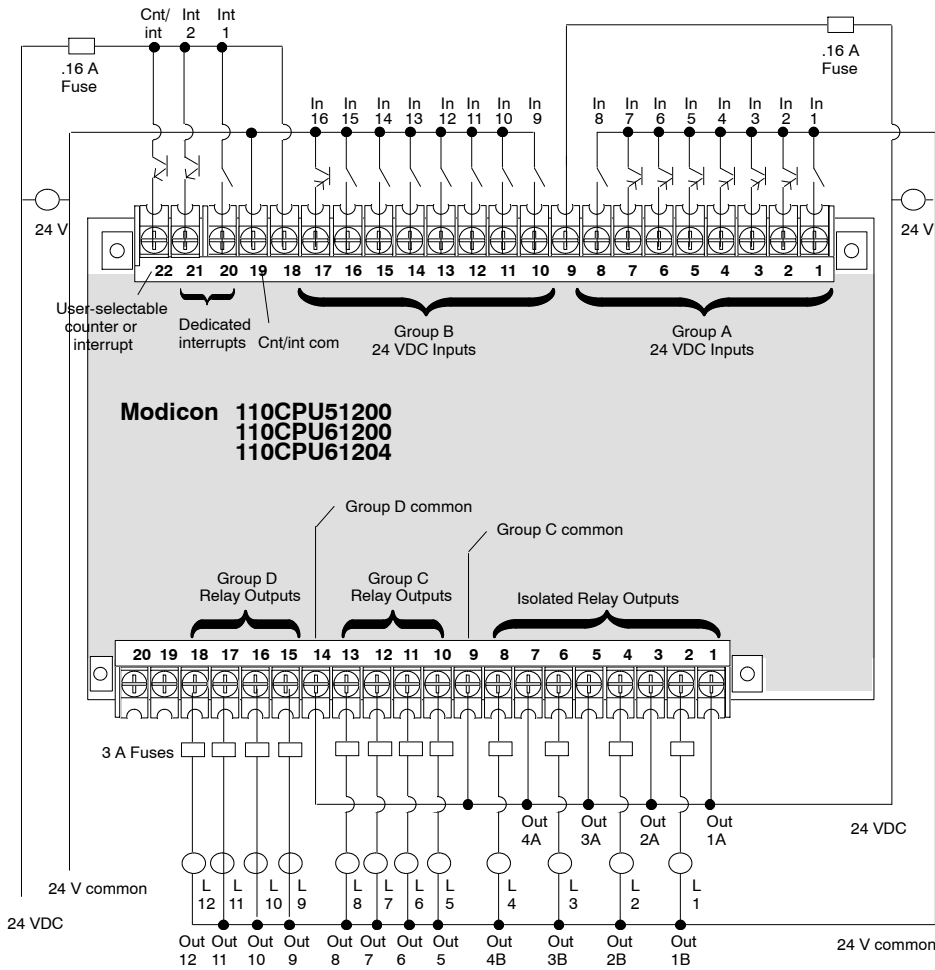 Cnt/ Int Int
int 2 1
.16 A
Fuse
.16 A
Fuse
In In In In In In In In
16 15 14 13 12 11 10 9
In In In In In In In In
8 7 6 5 4 3 2 1
24 V
24 V
22 21 20 19 18 17 16 15 14 13 12 11 10 9 8 7 6 5 4 3 2 1
User-selectable
counter or
interrupt
Dedicated
interrupts
Cnt/int com
Group B
24 VDC Inputs
Group A
24 VDC Inputs
Modicon 110CPU51200
110CPU61200
110CPU61204
Group D common
Group C common
Group D
Relay Outputs
Group C
Relay Outputs
Isolated Relay Outputs
20 19 18 17 16 15 14 13 12 11 10 9 8 7 6 5 4 3 2 1
3 A Fuses
Out Out Out Out
4A 3A 2A 1A
24 VDC
L L L L L L L L L L L L
12 11 10 9 8 7 6 5 4 3 2 1
24 V common
24 VDC
Out Out Out Out Out Out Out Out Out Out Out Out
12 11 10 9 8 7 6 5 4B 3B 2B 1B
24 V common